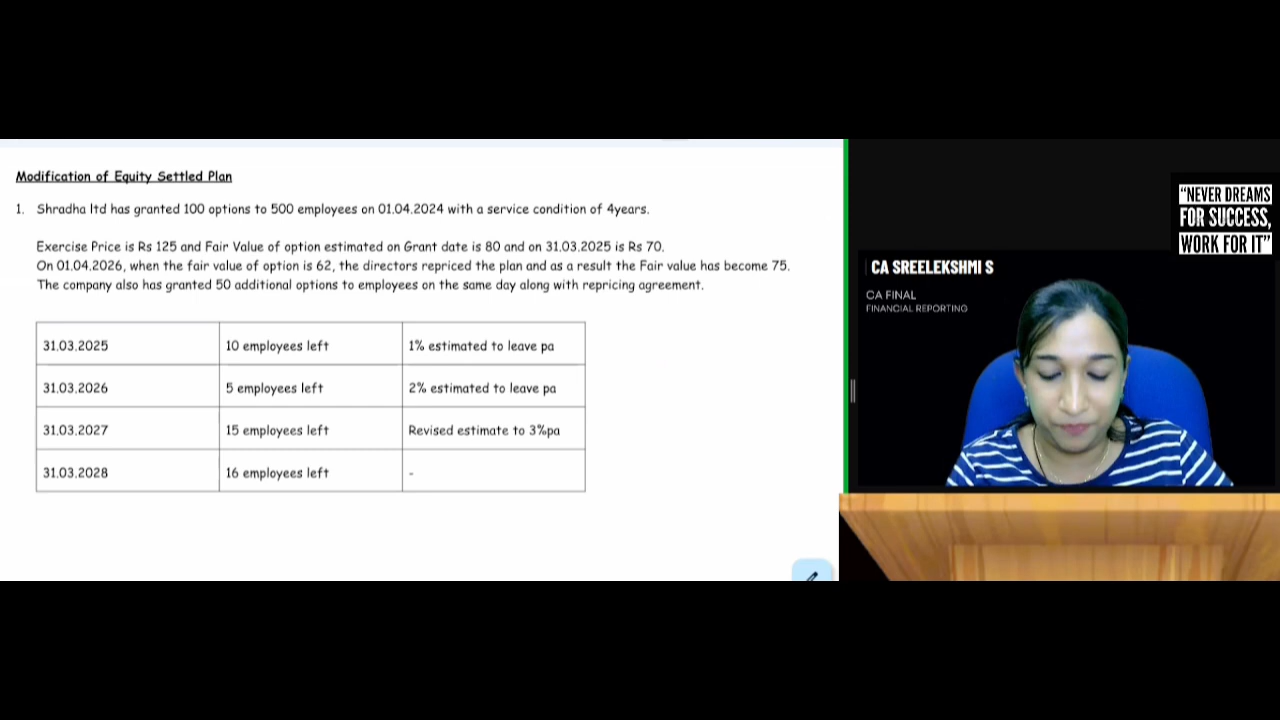 Modification of Equity Settled Plan
1. Shradha ltd has granted 100 options to 500 employees on 01.04.2024 with a service condition of 4years.
Exercise Price is Rs 125 and Fair Value of option estimated on Grant date is 80 and on 31.03.2025 is Rs 70.
On 01.04.2026, when the fair value of option is 62, the directors repriced the plan and as a result the Fair value has become 75.
The company also has granted 50 additional options to employees on the same day along with repricing agreement.
31.03.2025 10 employees left 1% estimated to leave pa
31.03.2026 5 employees left 2% estimated to leave pa
31.03.2027 15 employees left Revised estimate to 3%pa
31.03.2028 16 employees left -
"NEVER DREAMS
FOR SUCCESS,
WORK FOR IT"
CA SREELEKSHMI S
CA FINAL
FINANCIAL REPORTING